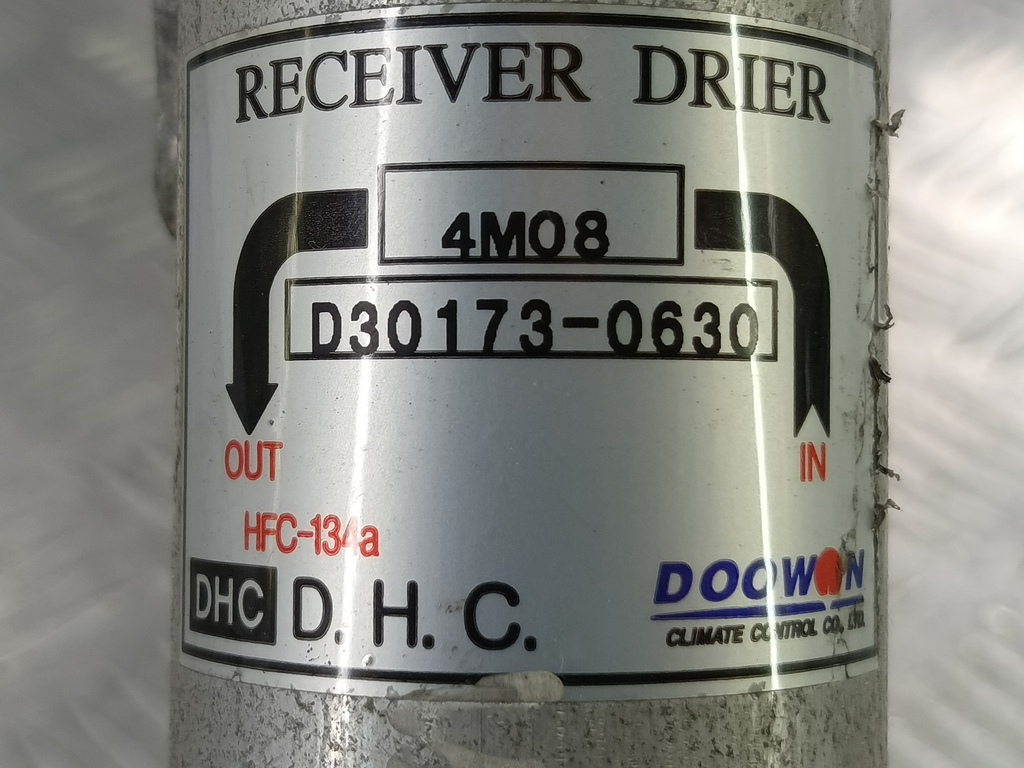 RECEIVER DRIER
4M08
D30173-0630
OUT
IN
HFC-134a
DHC D. H. C.
DOOWON
CLIMATE CONTROL CO., LTD.